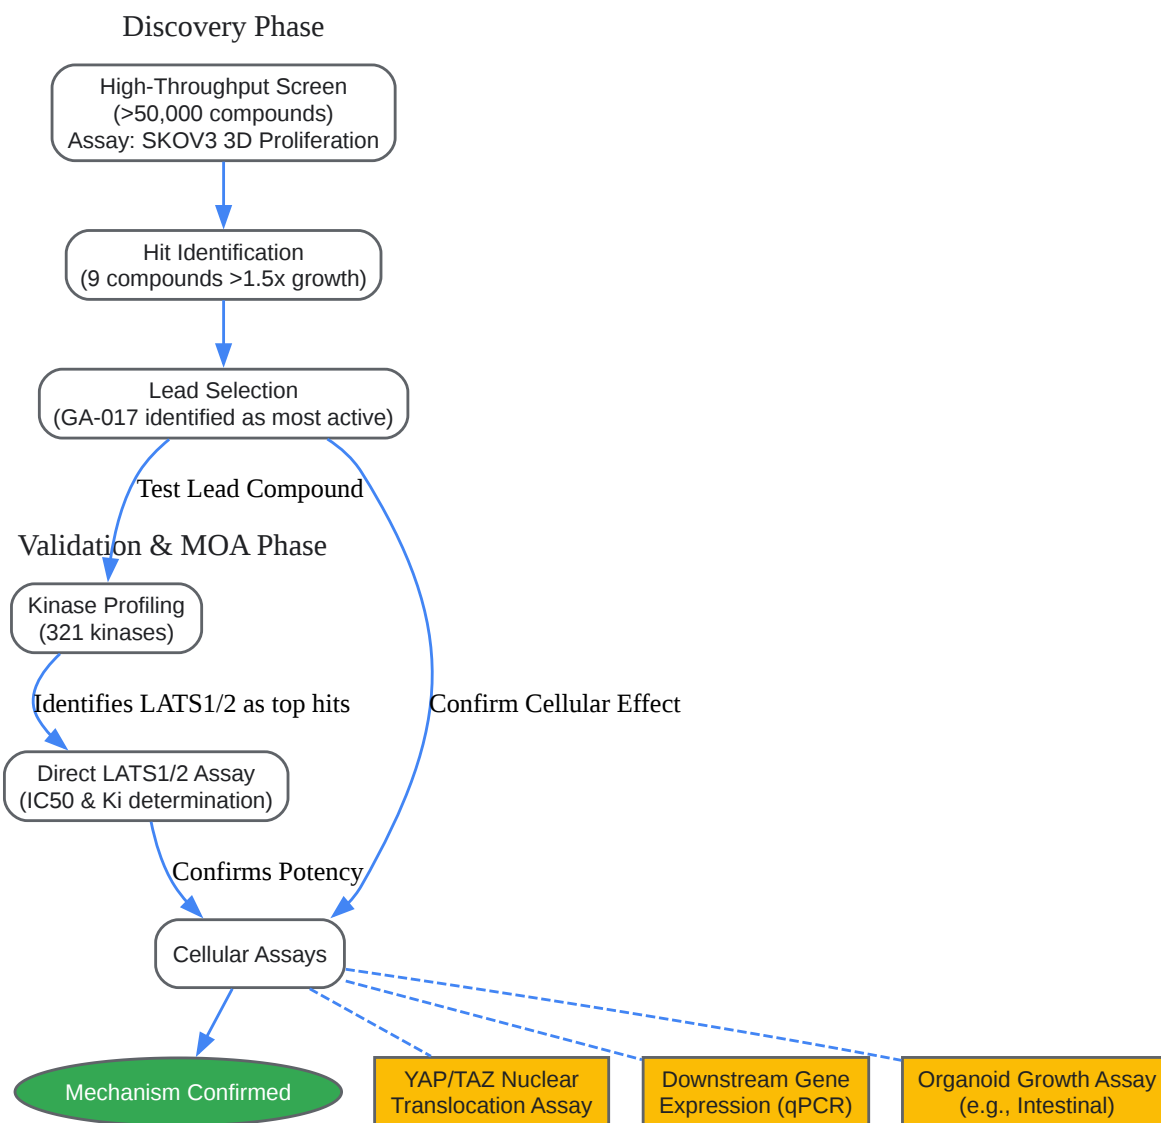 Discovery Phase
High-Throughput Screen
(>50,000 compounds)
Assay: SKOV3 3D Proliferation
Hit Identification
(9 compounds >1.5x growth)
Lead Selection
(GA-017 identified as most active)
Test Lead Compound
Validation & MOA Phase
Kinase Profiling
(321 kinases)
Identifies LATS1/2 as top hits
Confirm Cellular Effect
Direct LATS1/2 Assay
(IC50 & Ki determination)
Confirms Potency
Cellular Assays
Mechanism Confirmed
YAP/TAZ Nuclear
Translocation Assay
Downstream Gene
Expression (qPCR)
Organoid Growth Assay
(e.g., Intestinal)